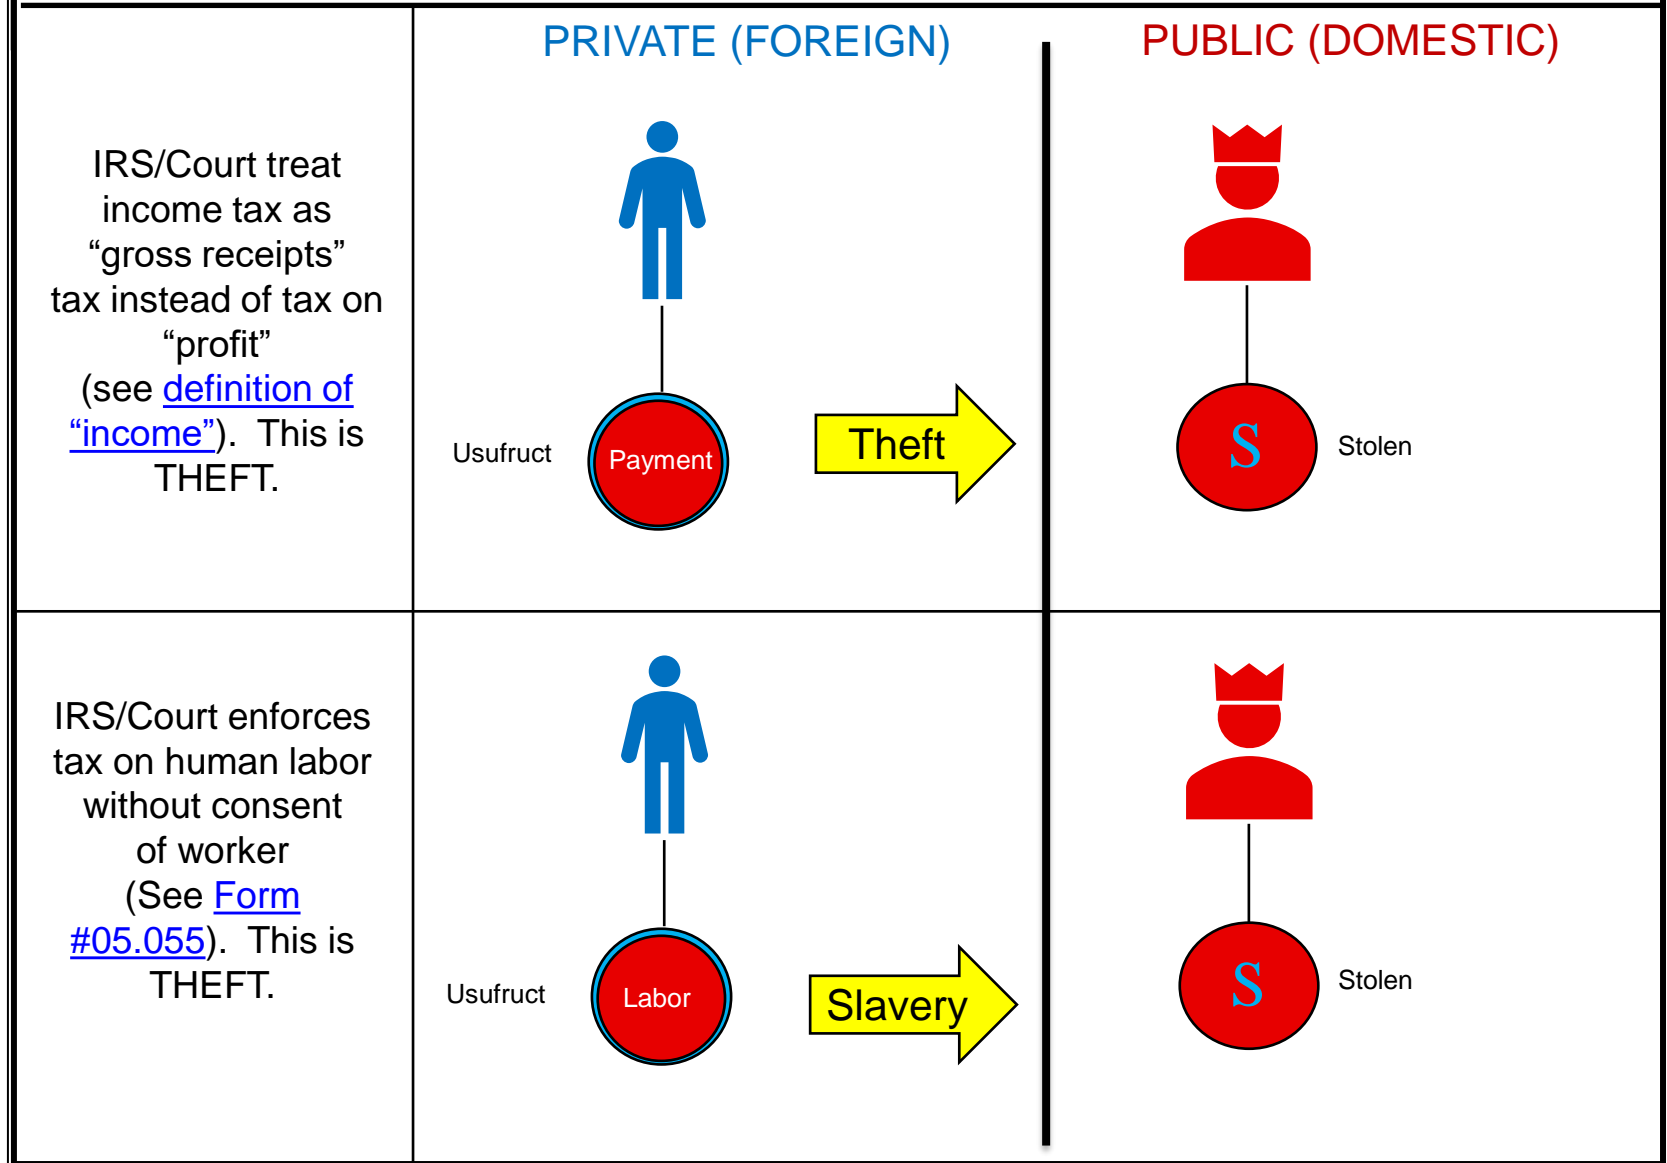 PRIVATE (FOREIGN)
PUBLIC (DOMESTIC)
IRS/Court treat
income tax as
“gross receipts”
tax instead of tax on
“profit”
(see definition of
“income”).  This is
THEFT.
Usufruct
Payment
Theft
S
Stolen
IRS/Court enforces
tax on human labor
without consent
of worker
(See Form
#05.055).  This is
THEFT.
Usufruct
Labor
Slavery
S
Stolen